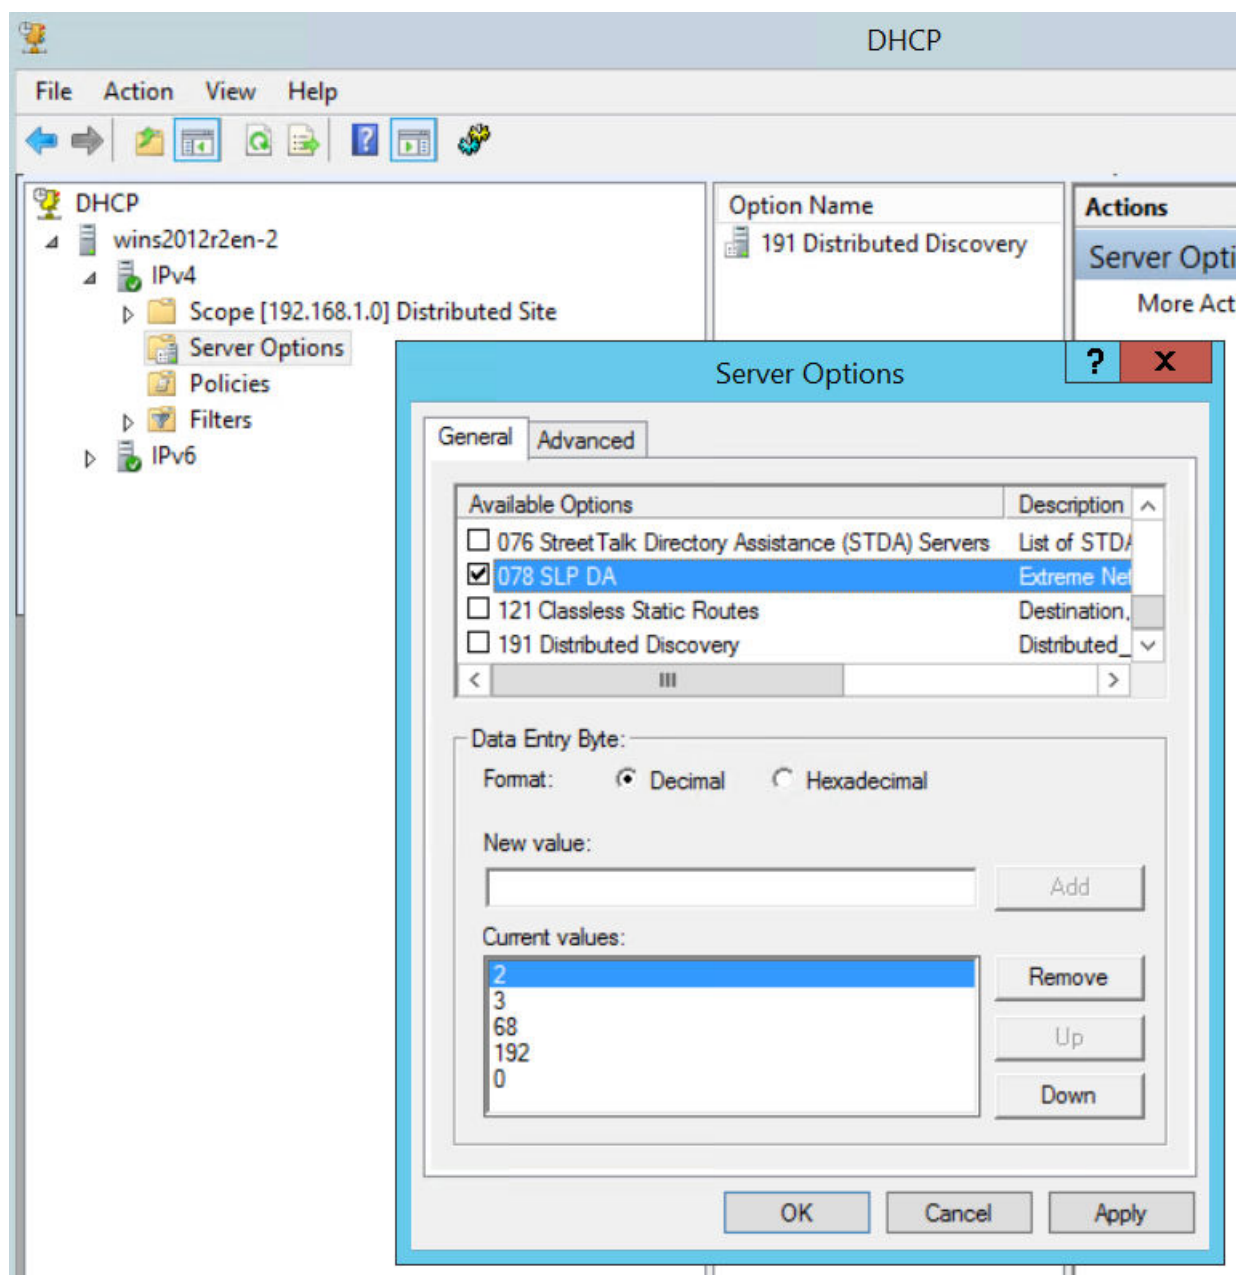 DHCP
File Action View Help
DHCP
wins2012r2en-2
IPv4
Scope [192.168.1.0] Distributed Site
Server Options
Policies
Filters
IPv6
Option Name
191 Distributed Discovery
Actions
Server Opti
More Act
Server Options
? X
General Advanced
Available Options Description
076 StreetTalk Directory Assistance (STDA) Servers List of STDA
078 SLP DA Extreme Net
121 Classless Static Routes Destination,
191 Distributed Discovery Distributed_
Data Entry Byte:
Format: Decimal Hexadecimal
New value:
Add
Current values:
2
3
68
192
0
Remove
Up
Down
OK Cancel Apply